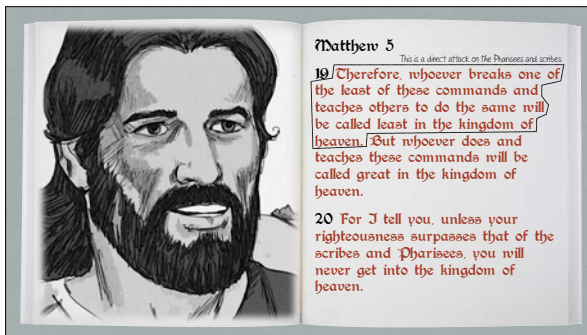 Matthew 5
This is a direct attack on the Pharisees and scribes
19 Therefore, whoever breaks one of
the least of these commands and
teaches others to do the same will
be called least in the kingdom of
heaven. But whoever does and
teaches these commands will be
called great in the kingdom of
heaven.
20 For I tell you, unless your
righteousness surpasses that of the
scribes and Pharisees, you will
never get into the kingdom of
heaven.